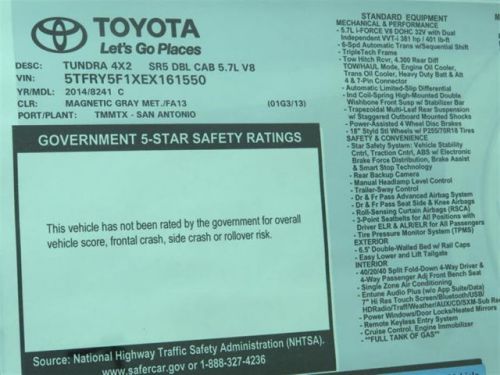 TOYOTA
Let's Go Places
DESC: TUNDRA 4X2 SR5 DBL CAB 5.7L V8
VIN: 5TFRY5F1XEX161550
YR/MDL: 2014/8241 C
CLR: MAGNETIC GRAY MET./FA13 (01G3/13)
PORT/PLANT: TMMTX - SAN ANTONIO
GOVERNMENT 5-STAR SAFETY RATINGS
This vehicle has not been rated by the government for overall
vehicle score, frontal crash, side crash or rollover risk.
Source: National Highway Traffic Safety Administration (NHTSA).
www.safercar.gov or 1-888-327-4236
STANDARD EQUIPMENT
MECHANICAL & PERFORMANCE
- 5.7L I-FORCE V8 DOHC 32V with Dual
Independent VVT-i 381 hp / 401 lb-ft
- 6-Spd Automatic Trans w/Sequential Shift
- TripleTech Frame
- Tow Hitch Rcvr, 4.300 Rear Diff
TOW/HAUL Mode, Engine Oil Cooler,
Trans Oil Cooler, Heavy Duty Batt & Alt
4 & 7-Pin Connector
- Automatic Limited-Slip Differential
- Ind Coil-Spring High-Mounted Double
Wishbone Front Susp w/ Stabilizer Bar
- Trapezoidal Multi-Leaf Rear Suspension
w/ Staggered Outboard Mounted Shocks
- Power-Assisted 4 Wheel Disc Brakes
- 18" Styld Stl Wheels w/ P255/70R18 Tires
SAFETY & CONVENIENCE
- Star Safety System: Vehicle Stability
Cntrl, Traction Cntrl, ABS w/ Electronic
Brake Force Distribution, Brake Assist
& Smart Stop Technology
- Rear Backup Camera
- Manual Headlamp Level Control
- Trailer-Sway Control
- Dr & Fr Pass Advanced Airbag System
- Dr & Fr Pass Seat Side & Knee Airbags
- Roll-Sensing Curtain Airbags (RSCA)
- 3-Point Seatbelts for All Positions with
Driver ELR & ALR/ELR for All Passengers
- Tire Pressure Monitor System (TPMS)
EXTERIOR
- 6.5' Double-Walled Bed w/ Rail Caps
- Easy Lower and Lift Tailgate
INTERIOR
- 40/20/40 Split Fold-Down 4-Way Driver &
4-Way Passenger Adj Front Bench Seat
- Single Zone Air Conditioning
- Entune Audio Plus (w/o App Suite/Data)
7" Hi Res Touch Screen/Bluetooth/USB/
HDRadio/Traff/Weather/AUX/CD/SXM-Sub Req
- Power Windows/Door Locks/Heated Mirrors
- Remote Keyless Entry System
- Cruise Control, Engine Immobilizer
- **FULL TANK OF GAS**